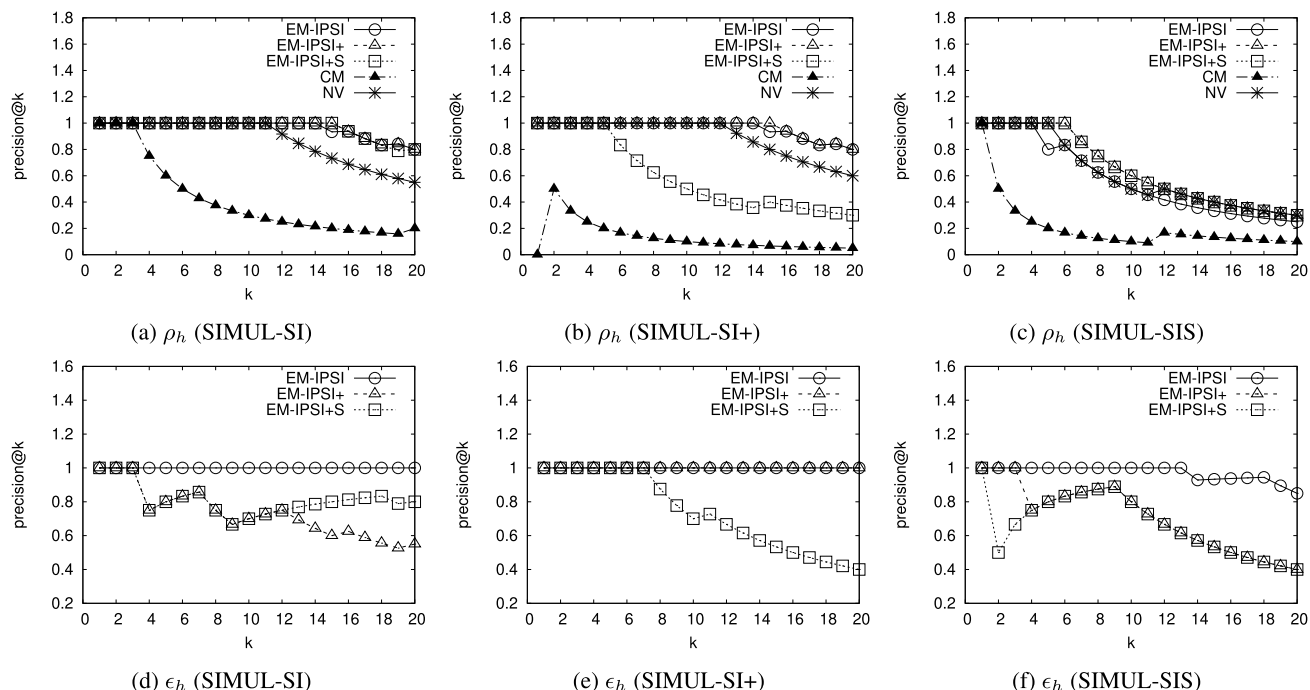 EM-IPSI
EM-IPSI+
EM-IPSI+S
CM
NV
precision@k
1.8
1.6
1.4
1.2
1
0.8
0.6
0.4
0.2
0
0 2 4 6 8 10 12 14 16 18 20
k
(a) ρh (SIMUL-SI)
EM-IPSI
EM-IPSI+
EM-IPSI+S
CM
NV
precision@k
1.8
1.6
1.4
1.2
1
0.8
0.6
0.4
0.2
0
0 2 4 6 8 10 12 14 16 18 20
k
(b) ρh (SIMUL-SI+)
EM-IPSI
EM-IPSI+
EM-IPSI+S
CM
NV
precision@k
1.8
1.6
1.4
1.2
1
0.8
0.6
0.4
0.2
0
0 2 4 6 8 10 12 14 16 18 20
k
(c) ρh (SIMUL-SIS)
EM-IPSI
EM-IPSI+
EM-IPSI+S
precision@k
1.6
1.4
1.2
1
0.8
0.6
0.4
0.2
0 2 4 6 8 10 12 14 16 18 20
k
(d) ϵh (SIMUL-SI)
EM-IPSI
EM-IPSI+
EM-IPSI+S
precision@k
1.6
1.4
1.2
1
0.8
0.6
0.4
0.2
0 2 4 6 8 10 12 14 16 18 20
k
(e) ϵh (SIMUL-SI+)
EM-IPSI
EM-IPSI+
EM-IPSI+S
precision@k
1.6
1.4
1.2
1
0.8
0.6
0.4
0.2
0 2 4 6 8 10 12 14 16 18 20
k
(f) ϵh (SIMUL-SIS)